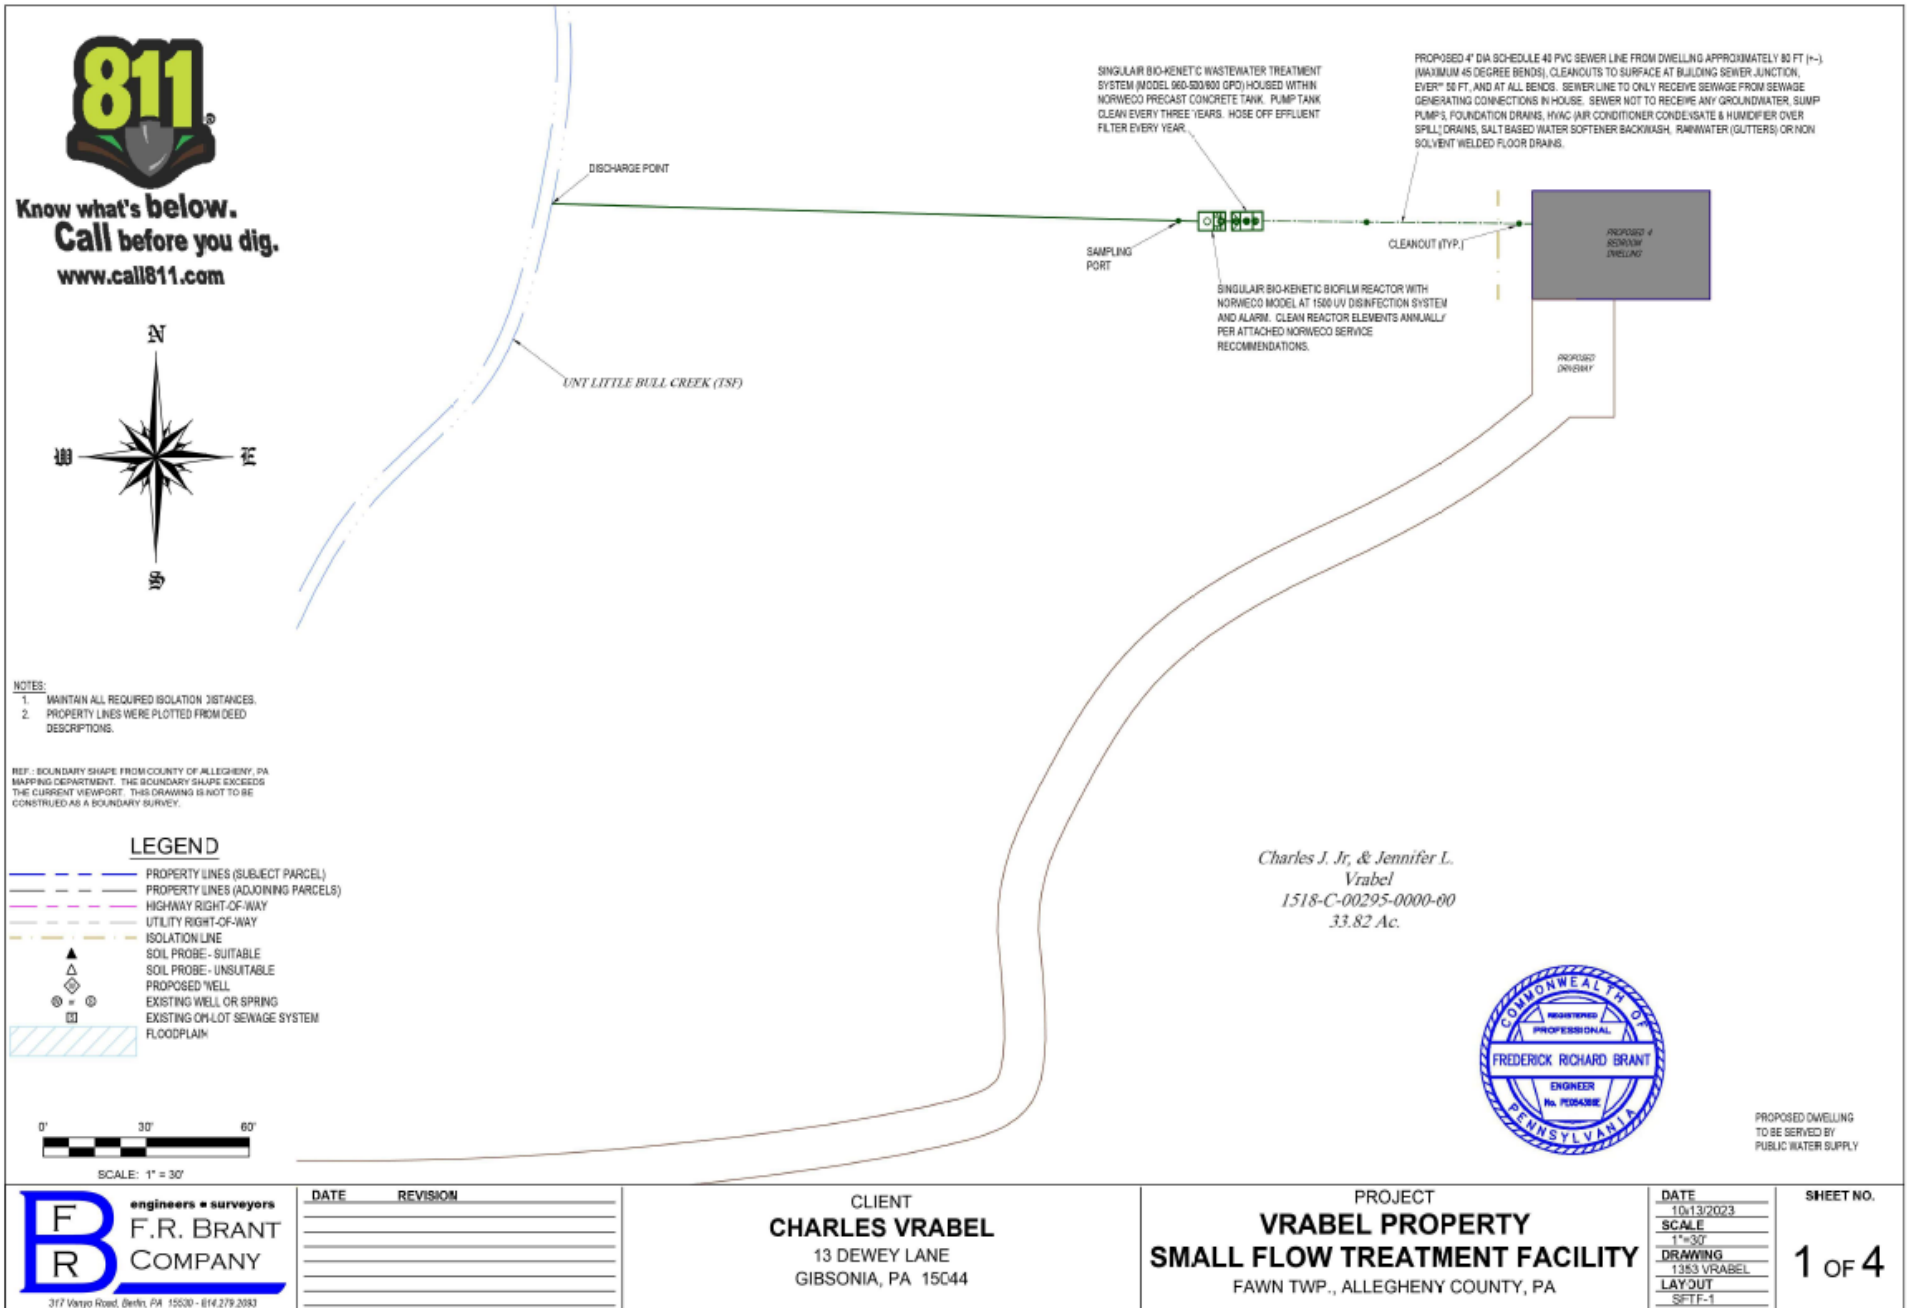 811
®
Know what's below.
Call before you dig.
www.call811.com
N
W
E
S
DISCHARGE POINT
UNT LITTLE BULL CREEK (TSF)
SINGULAIR BIO-KENETIC WASTEWATER TREATMENT
SYSTEM (MODEL 960-500/600 GPD) HOUSED WITHIN
NORWECO PRECAST CONCRETE TANK. PUMP TANK
CLEAN EVERY THREE YEARS. HOSE OFF EFFLUENT
FILTER EVERY YEAR.
PROPOSED 4" DIA SCHEDULE 40 PVC SEWER LINE FROM DWELLING APPROXIMATELY 80 FT (+-).
(MAXIMUM 45 DEGREE BENDS), CLEANOUTS TO SURFACE AT BUILDING SEWER JUNCTION,
EVERY 50 FT, AND AT ALL BENDS. SEWER LINE TO ONLY RECEIVE SEWAGE FROM SEWAGE
GENERATING CONNECTIONS IN HOUSE. SEWER NOT TO RECEIVE ANY GROUNDWATER, SUMP
PUMPS, FOUNDATION DRAINS, HVAC (AIR CONDITIONER CONDENSATE & HUMIDIFIER OVER
SPILL) DRAINS, SALT BASED WATER SOFTENER BACKWASH, RAINWATER (GUTTERS) OR NON
SOLVENT WELDED FLOOR DRAINS.
SAMPLING
PORT
CLEANOUT (TYP.)
PROPOSED 4
BEDROOM
DWELLING
SINGULAIR BIO-KENETIC BIOFILM REACTOR WITH
NORWECO MODEL AT 1500 UV DISINFECTION SYSTEM
AND ALARM. CLEAN REACTOR ELEMENTS ANNUALLY
PER ATTACHED NORWECO SERVICE
RECOMMENDATIONS.
PROPOSED
DRIVEWAY
NOTES:
1. MAINTAIN ALL REQUIRED ISOLATION DISTANCES.
2. PROPERTY LINES WERE PLOTTED FROM DEED
DESCRIPTIONS.
REF.: BOUNDARY SHAPE FROM COUNTY OF ALLEGHENY, PA
MAPPING DEPARTMENT. THE BOUNDARY SHAPE EXCEEDS
THE CURRENT VIEWPORT. THIS DRAWING IS NOT TO BE
CONSTRUED AS A BOUNDARY SURVEY.
LEGEND
PROPERTY LINES (SUBJECT PARCEL)
PROPERTY LINES (ADJOINING PARCELS)
HIGHWAY RIGHT-OF-WAY
UTILITY RIGHT-OF-WAY
ISOLATION LINE
SOIL PROBE - SUITABLE
SOIL PROBE - UNSUITABLE
PROPOSED WELL
EXISTING WELL OR SPRING
EXISTING ON-LOT SEWAGE SYSTEM
FLOODPLAIN
0' 30' 60'
SCALE: 1" = 30'
Charles J. Jr, & Jennifer L.
Vrabel
1518-C-00295-0000-00
33.82 Ac.
COMMONWEALTH OF
REGISTERED
PROFESSIONAL
FREDERICK RICHARD BRANT
ENGINEER
PENNSYLVANIA
PROPOSED DWELLING
TO BE SERVED BY
PUBLIC WATER SUPPLY
FRB
engineers ■ surveyors
F.R. BRANT
COMPANY
317 Vanyo Road, Berlin, PA 15530 - 814.279.2093
DATE REVISION
CLIENT
CHARLES VRABEL
13 DEWEY LANE
GIBSONIA, PA 15044
PROJECT
VRABEL PROPERTY
SMALL FLOW TREATMENT FACILITY
FAWN TWP., ALLEGHENY COUNTY, PA
DATE
10/13/2023
SCALE
1"=30'
DRAWING
1353 VRABEL
LAYOUT
SFTF-1
SHEET NO.
1 OF 4